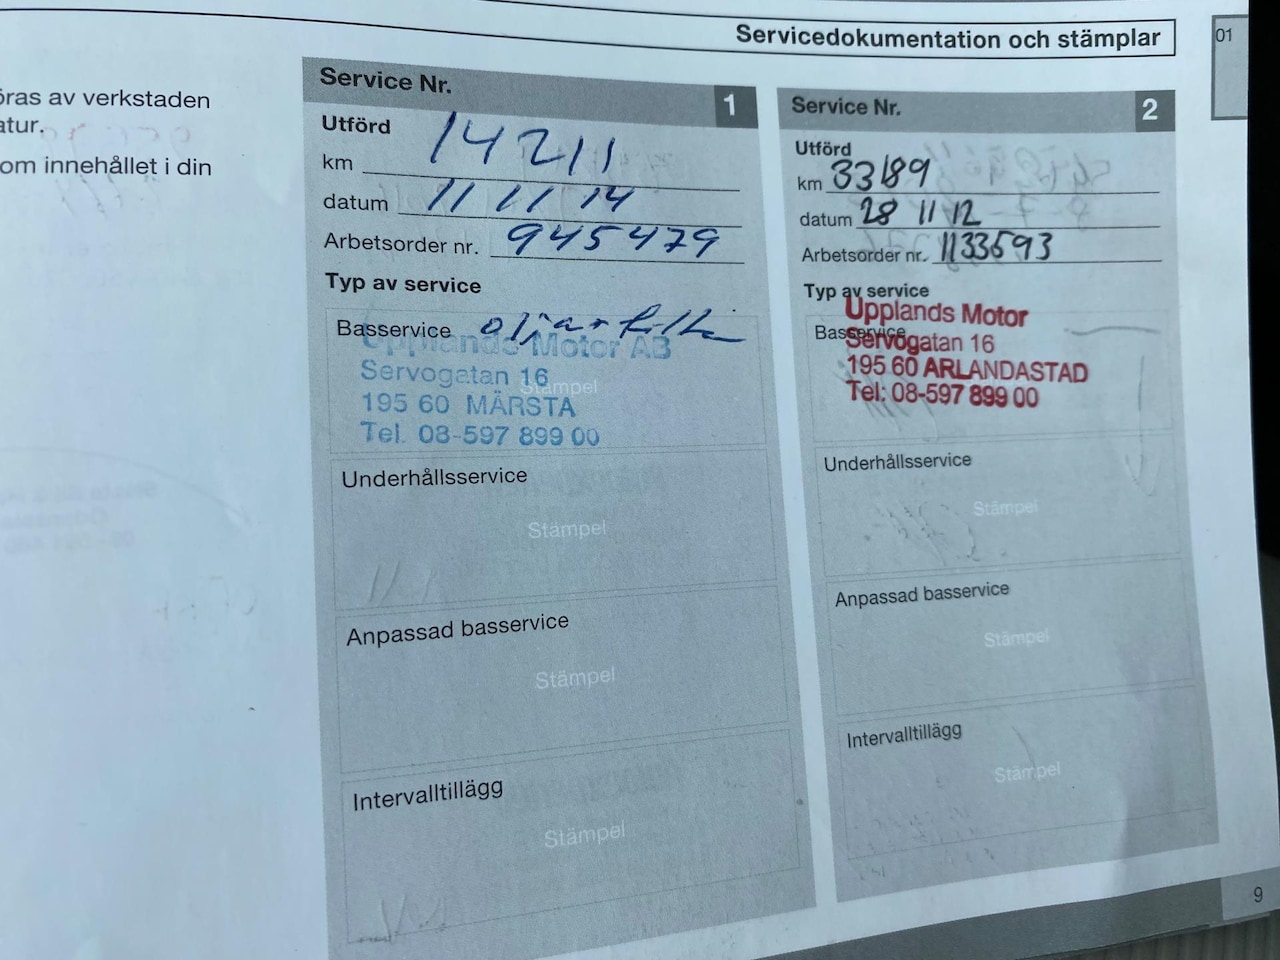 Servicedokumentation och stämplar
01
öras av verkstaden
atur.
om innehållet i din
Service Nr. 1
Utförd
km 14211
datum 11 11 14
Arbetsorder nr. 945479
Typ av service
Basservice olja + filter
Upplands Motor AB
Servogatan 16
Stämpel
195 60 MÄRSTA
Tel. 08-597 899 00
Underhållsservice
Stämpel
Anpassad basservice
Stämpel
Intervalltillägg
Stämpel
Service Nr. 2
Utförd
km 33189
datum 28 11 12
Arbetsorder nr. 1133593
Typ av service
Upplands Motor
Basservice
Servogatan 16
195 60 ARLANDASTAD
Tel: 08-597 899 00
Underhållsservice
Stämpel
Anpassad basservice
Stämpel
Intervalltillägg
Stämpel
9